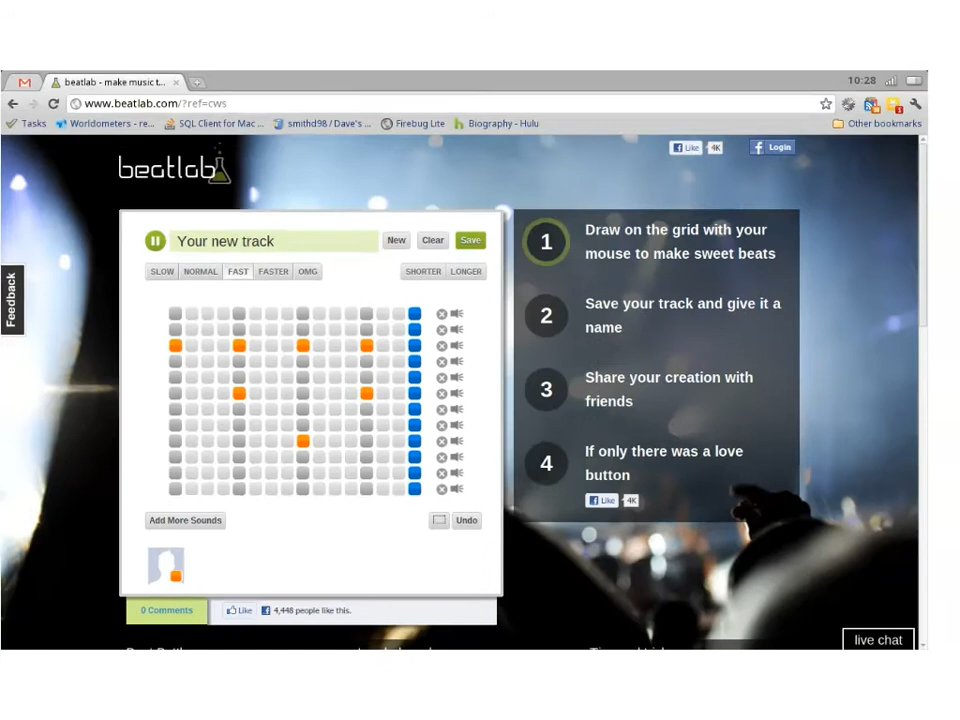 beatlab - make music t...
10:28
www.beatlab.com/?ref=cws
Tasks
Worldometers - re...
SQL Client for Mac ...
smithd98 / Dave's ...
Firebug Lite
Biography - Hulu
Other bookmarks
beatlab
Like
4K
Login
Feedback
Your new track
New
Clear
Save
SLOW
NORMAL
FAST
FASTER
OMG
SHORTER
LONGER
Add More Sounds
Undo
0 Comments
Like
4,448 people like this.
1
Draw on the grid with your
mouse to make sweet beats
2
Save your track and give it a
name
3
Share your creation with
friends
4
If only there was a love
button
Like
4K
live chat